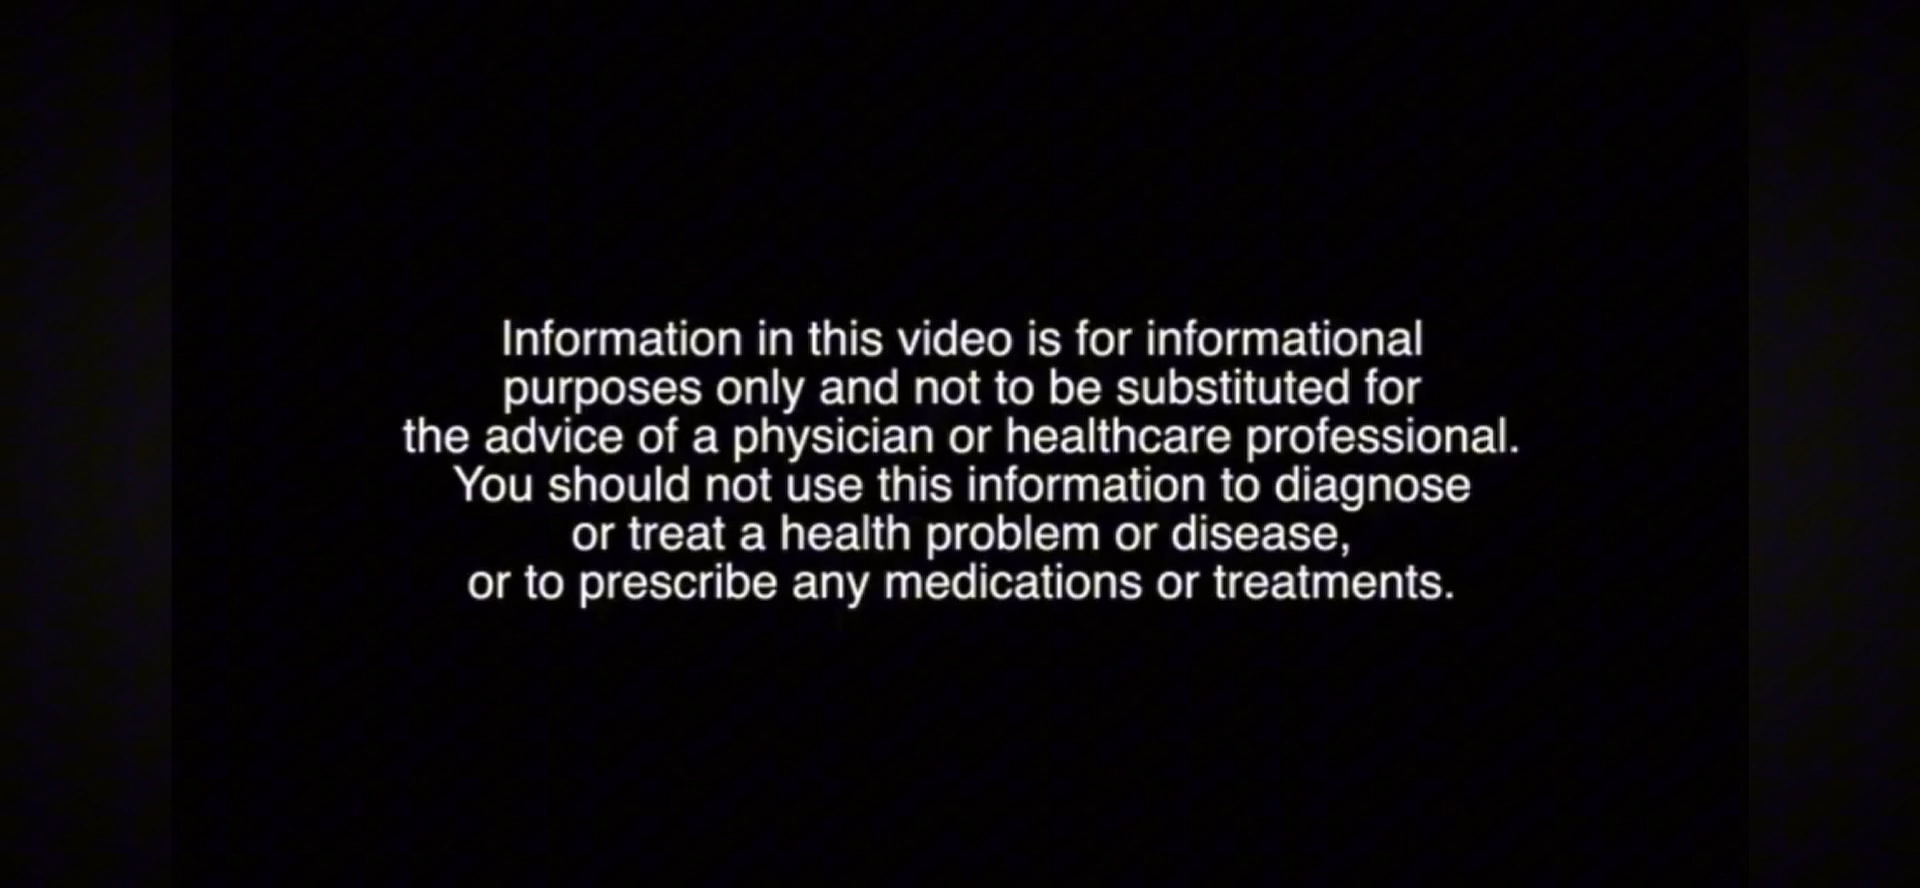 Information in this video is for informational
purposes only and not to be substituted for
the advice of a physician or healthcare professional.
You should not use this information to diagnose
or treat a health problem or disease,
or to prescribe any medications or treatments.